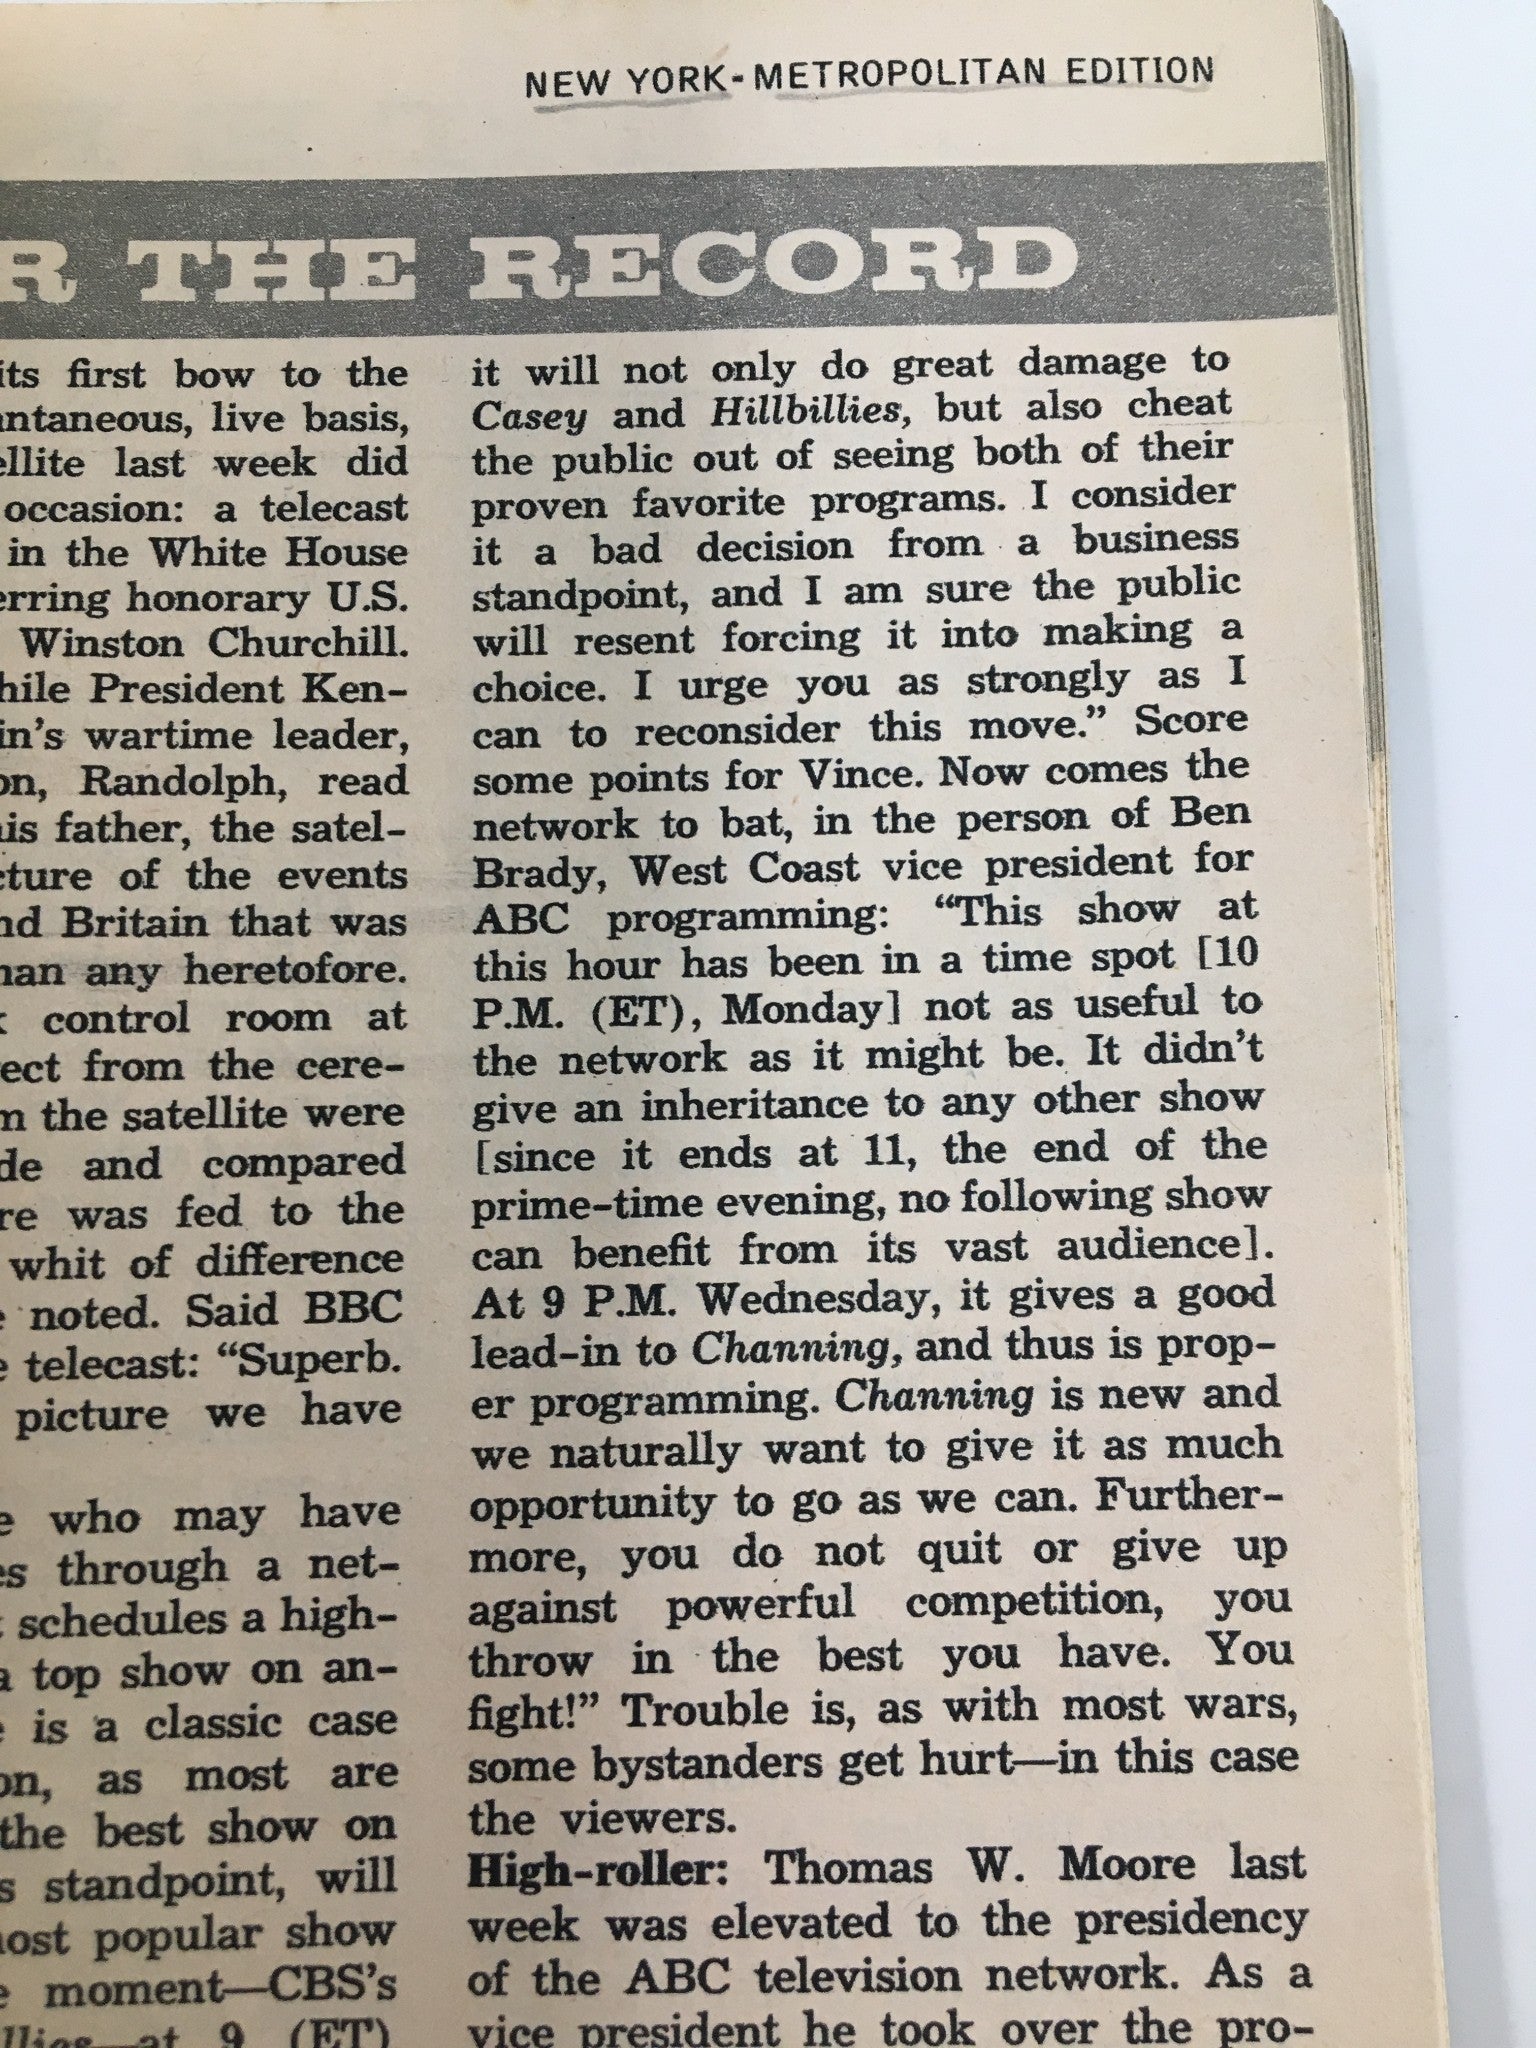 NEW YORK-METROPOLITAN EDITION
R THE RECORD
its first bow to the
antaneous, live basis,
ellite last week did
occasion: a telecast
in the White House
erring honorary U.S.
Winston Churchill.
hile President Ken-
in's wartime leader,
on, Randolph, read
his father, the satel-
cture of the events
nd Britain that was
han any heretofore.
control room at
rect from the cere-
m the satellite were
de and compared
re was fed to the
whit of difference
e noted. Said BBC
e telecast: “Superb.
picture we have
e who may have
es through a net-
schedules a high-
a top show on an-
e is a classic case
on, as most are
the best show on
s standpoint, will
most popular show
e moment—CBS's
llies—at 9 (ET)
it will not only do great damage to
Casey and Hillbillies, but also cheat
the public out of seeing both of their
proven favorite programs. I consider
it a bad decision from a business
standpoint, and I am sure the public
will resent forcing it into making a
choice. I urge you as strongly as I
can to reconsider this move.” Score
some points for Vince. Now comes the
network to bat, in the person of Ben
Brady, West Coast vice president for
ABC programming: “This show at
this hour has been in a time spot [10
P.M. (ET), Monday] not as useful to
the network as it might be. It didn't
give an inheritance to any other show
[since it ends at 11, the end of the
prime-time evening, no following show
can benefit from its vast audience].
At 9 P.M. Wednesday, it gives a good
lead-in to Channing, and thus is prop-
er programming. Channing is new and
we naturally want to give it as much
opportunity to go as we can. Further-
more, you do not quit or give up
against powerful competition, you
throw in the best you have. You
fight!” Trouble is, as with most wars,
some bystanders get hurt—in this case
the viewers.
High-roller: Thomas W. Moore last
week was elevated to the presidency
of the ABC television network. As a
vice president he took over the pro-